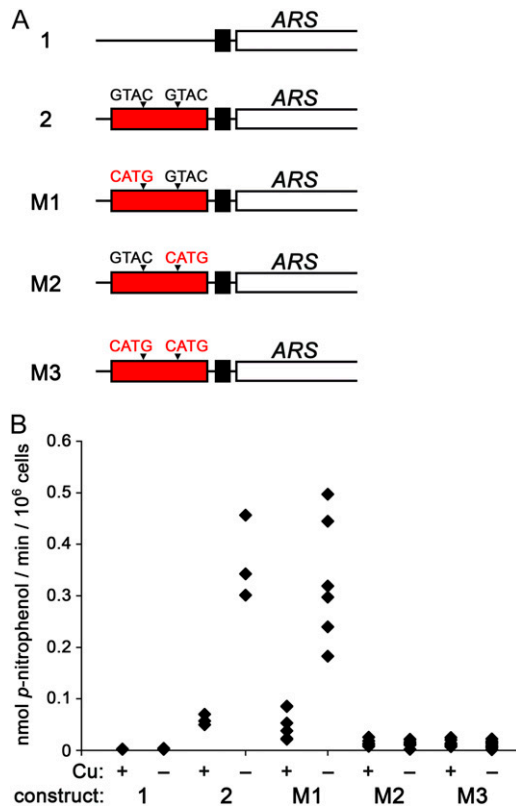 A
1 ARS
GTAC GTAC
2 ARS
CATG GTAC
M1 ARS
GTAC CATG
M2 ARS
CATG CATG
M3 ARS
B
nmol p-nitrophenol / min / 10⁶ cells
0.6
0.5
0.4
0.3
0.2
0.1
0
Cu: + − + − + − + − + −
construct: 1 2 M1 M2 M3